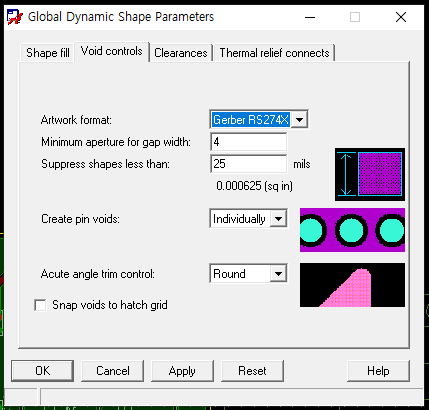 Global Dynamic Shape Parameters
Shape fill Void controls Clearances Thermal relief connects
Artwork format: Gerber RS274X
Minimum aperture for gap width: 4
Suppress shapes less than: 25 mils
0.000625 (sq in)
Create pin voids: Individually
Acute angle trim control: Round
Snap voids to hatch grid
OK Cancel Apply Reset Help